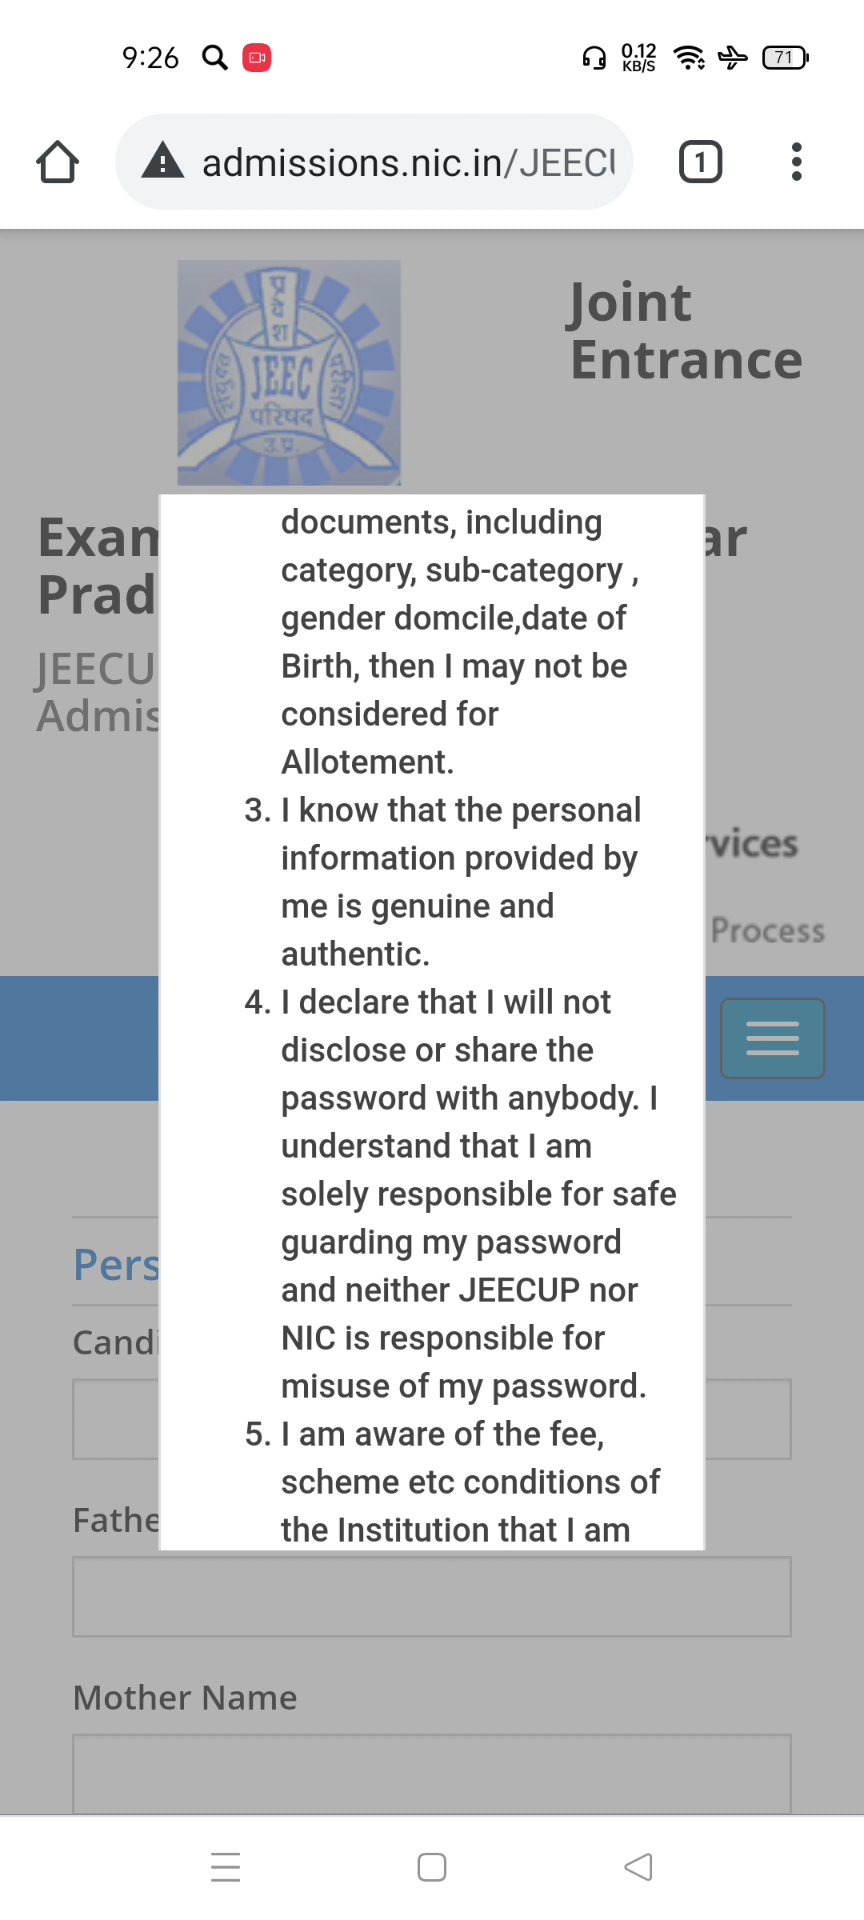 9:26
0.12
KB/S
71
admissions.nic.in/JEECU
1
प्रवेश
संयुक्त
JEEC
परीक्षा
परिषद
उ.प्र.
Joint
Entrance
documents, including
category, sub-category ,
gender domcile,date of
Birth, then I may not be
considered for
Allotement.
3. I know that the personal
information provided by
me is genuine and
authentic.
4. I declare that I will not
disclose or share the
password with anybody. I
understand that I am
solely responsible for safe
guarding my password
and neither JEECUP nor
NIC is responsible for
misuse of my password.
5. I am aware of the fee,
scheme etc conditions of
the Institution that I am
Exam
ar
Prad
JEECU
Admis
rvices
Process
Pers
Candi
Fathe
Mother Name